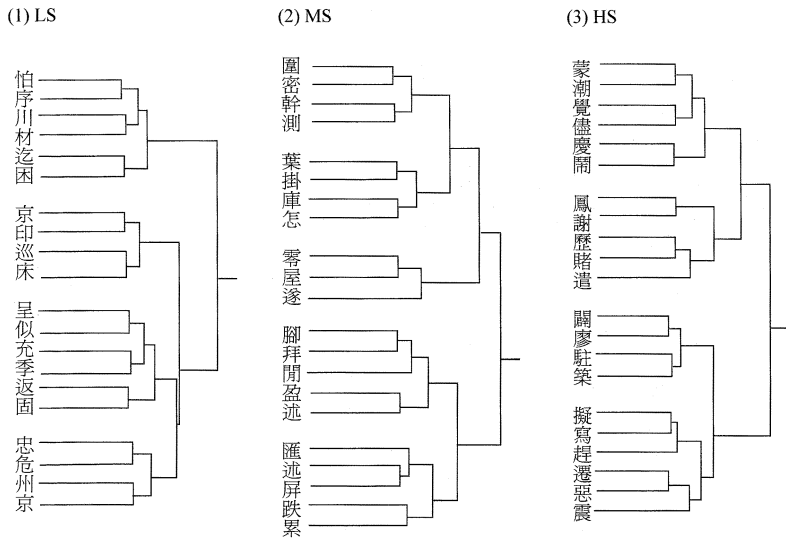 (1) LS
怕
序
川
材
迄
困
京
印
巡
床
呈
似
充
季
返
固
忠
危
州
京
(2) MS
圍
密
幹
測
葉
掛
庫
怎
零
屋
遂
腳
拜
閒
盈
述
匯
述
屏
跌
累
(3) HS
蒙
潮
覺
儘
慶
鬧
鳳
謝
歷
賭
遣
闢
廖
駐
築
擬
寫
趕
遷
惡
震